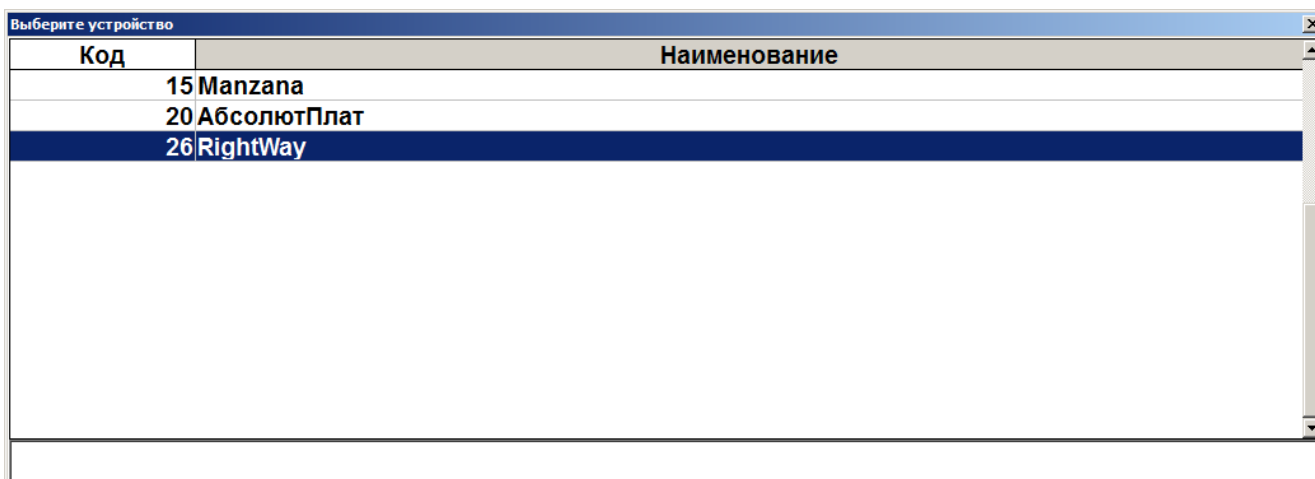 Выберите устройство
Код Наименование
15 Manzana
20 АбсолютПлат
26 RightWay